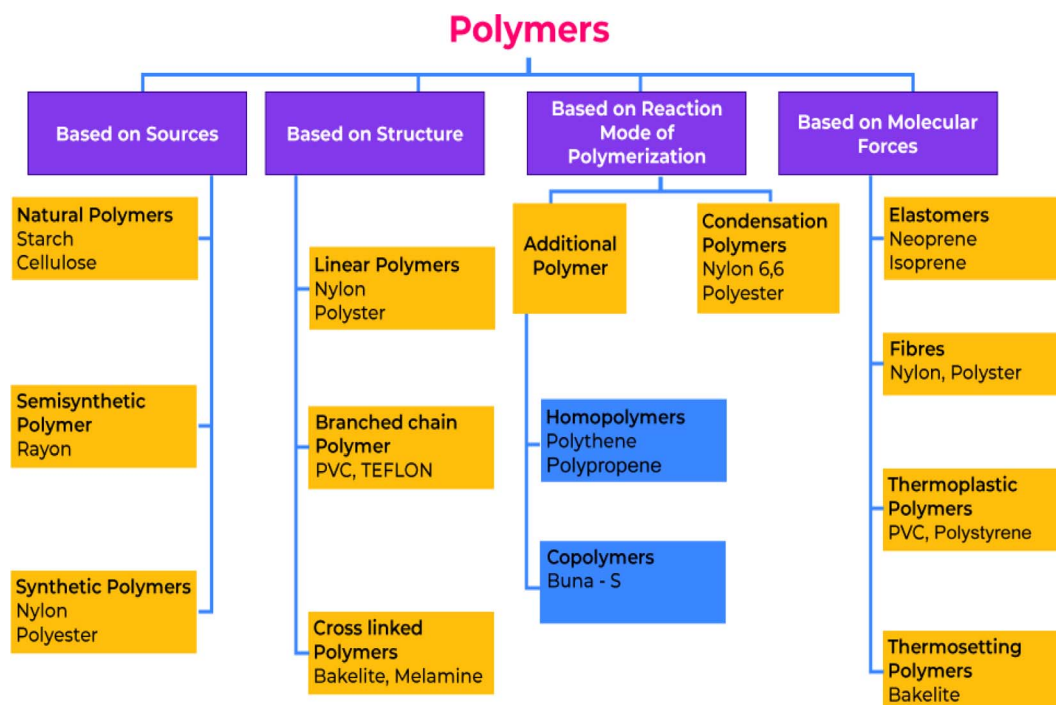 Polymers
Based on Sources
Natural Polymers
Starch
Cellulose
Semisynthetic
Polymer
Rayon
Synthetic Polymers
Nylon
Polyester
Based on Structure
Linear Polymers
Nylon
Polyster
Branched chain
Polymer
PVC, TEFLON
Cross linked
Polymers
Bakelite, Melamine
Based on Reaction
Mode of
Polymerization
Additional
Polymer
Homopolymers
Polythene
Polypropene
Copolymers
Buna - S
Condensation
Polymers
Nylon 6,6
Polyester
Based on Molecular
Forces
Elastomers
Neoprene
Isoprene
Fibres
Nylon, Polyster
Thermoplastic
Polymers
PVC, Polystyrene
Thermosetting
Polymers
Bakelite